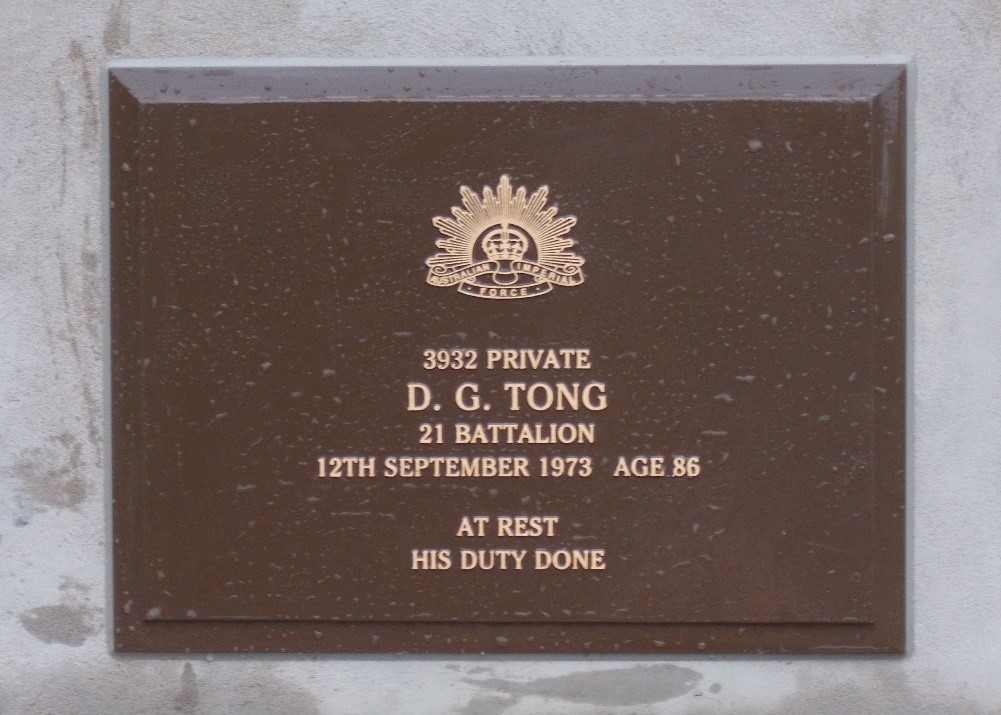 AUSTRALIAN IMPERIAL
FORCE
3932 PRIVATE
D. G. TONG
21 BATTALION
12TH SEPTEMBER 1973 AGE 86
AT REST
HIS DUTY DONE